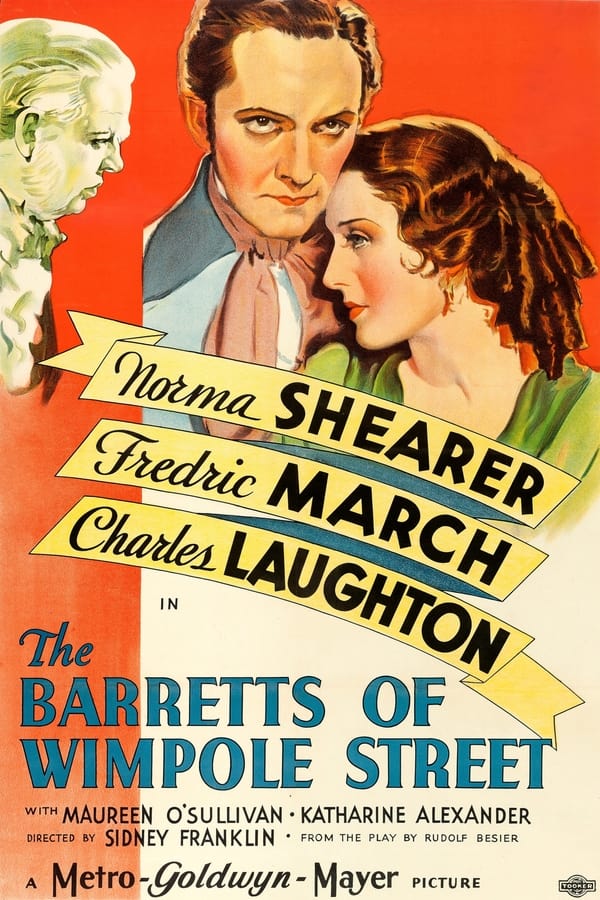 Norma SHEARER
Fredric MARCH
Charles LAUGHTON
IN
The
BARRETTS OF
WIMPOLE STREET
WITH MAUREEN O'SULLIVAN · KATHARINE ALEXANDER
DIRECTED BY SIDNEY FRANKLIN · FROM THE PLAY BY RUDOLF BESIER
A Metro-Goldwyn-Mayer PICTURE
TOOKER